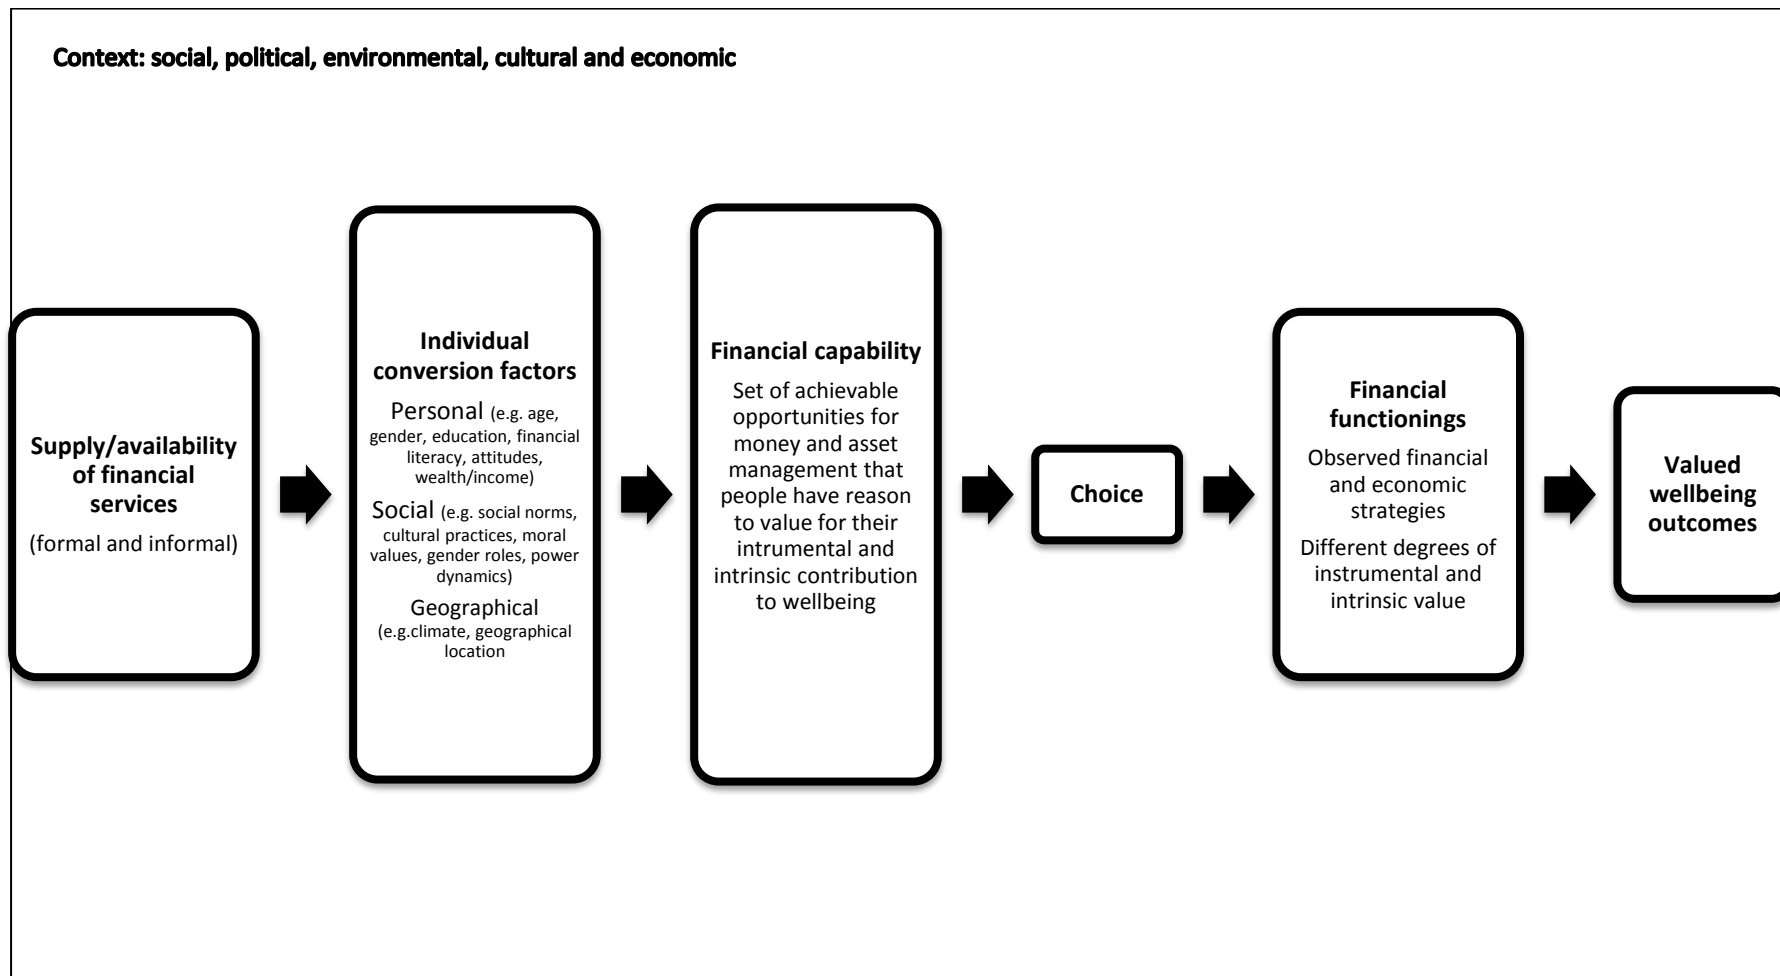 Context: social, political, environmental, cultural and economic
Supply/availability
of financial
services
(formal and informal)
Individual
conversion factors
Personal (e.g. age,
gender, education, financial
literacy, attitudes,
wealth/income)
Social (e.g. social norms,
cultural practices, moral
values, gender roles, power
dynamics)
Geographical
(e.g.climate, geographical
location
Financial capability
Set of achievable
opportunities for
money and asset
management that
people have reason
to value for their
intrumental and
intrinsic contribution
to wellbeing
Choice
Financial
functionings
Observed financial
and economic
strategies
Different degrees of
instrumental and
intrinsic value
Valued
wellbeing
outcomes